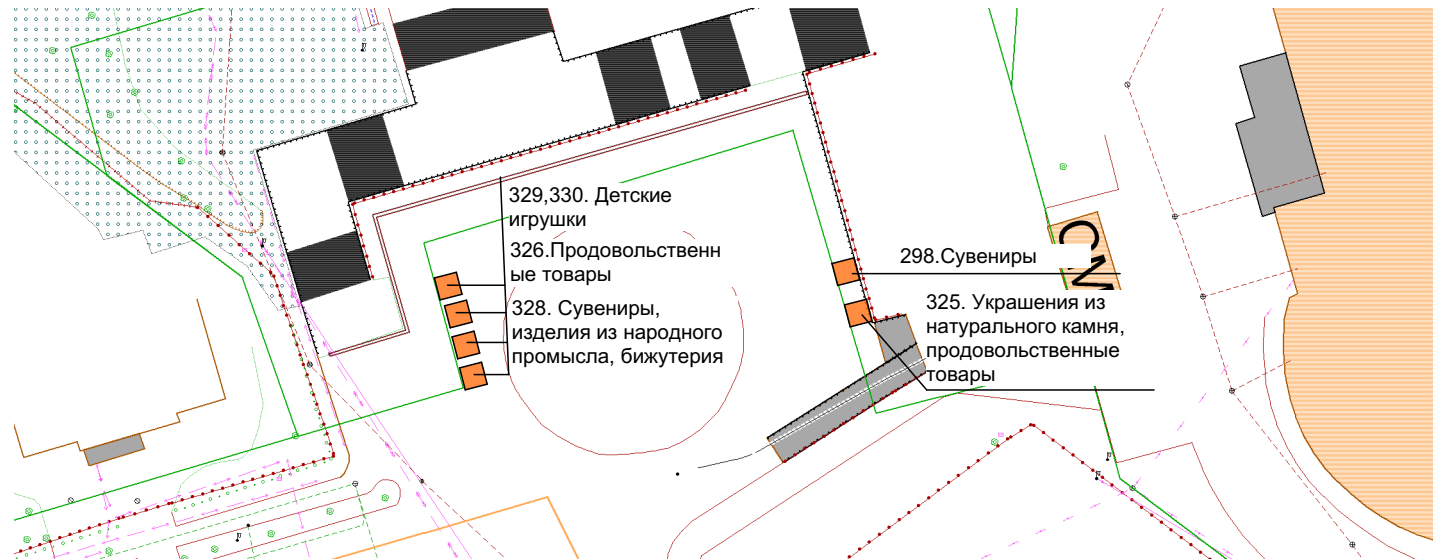 329,330. Детские
игрушки
326.Продовольственн
ые товары
328. Сувениры,
изделия из народного
промысла, бижутерия
298.Сувениры
325. Украшения из
натурального камня,
продовольственные
товары
СМ